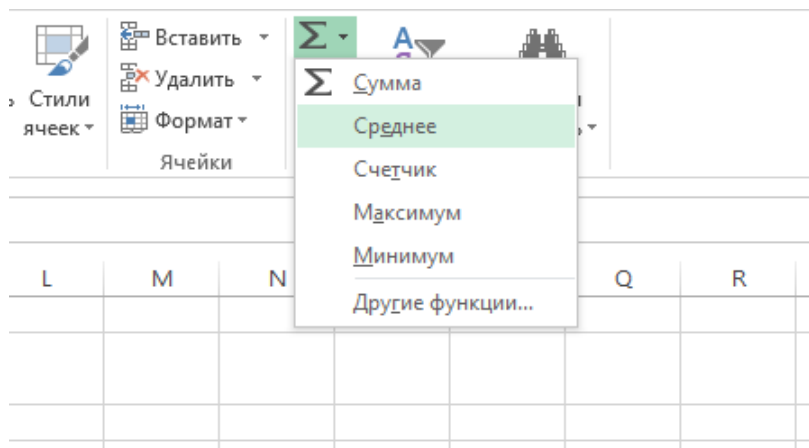 Стили
ячеек
Вставить
Удалить
Формат
Ячейки
Σ
А
Σ Сумма
Среднее
Счетчик
Максимум
Минимум
Другие функции...
L M N Q R